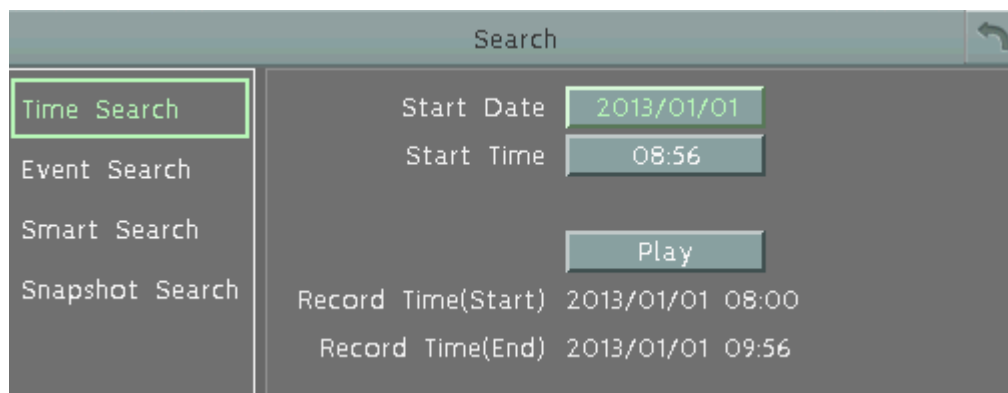 Search
Time Search
Event Search
Smart Search
Snapshot Search
Start Date 2013/01/01
Start Time 08:56
Play
Record Time(Start) 2013/01/01 08:00
Record Time(End) 2013/01/01 09:56